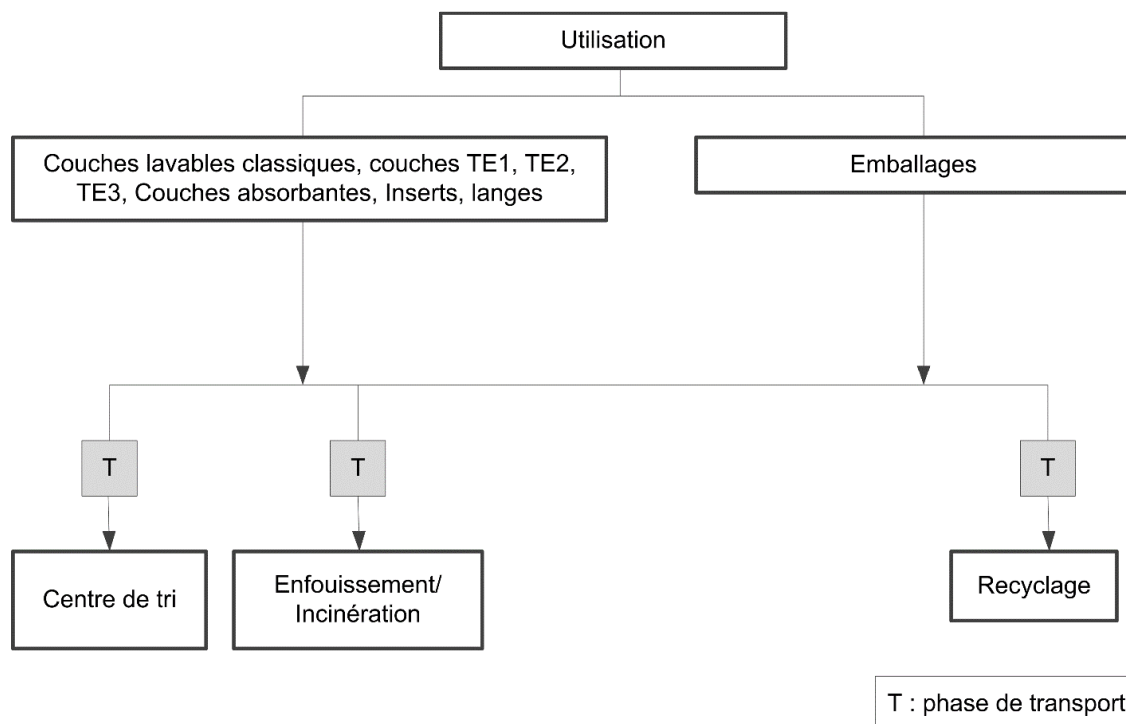 Utilisation
Couches lavables classiques, couches TE1, TE2,
TE3, Couches absorbantes, Inserts, langes
Emballages
T
T
T
Centre de tri
Enfouissement/
Incinération
Recyclage
T : phase de transport